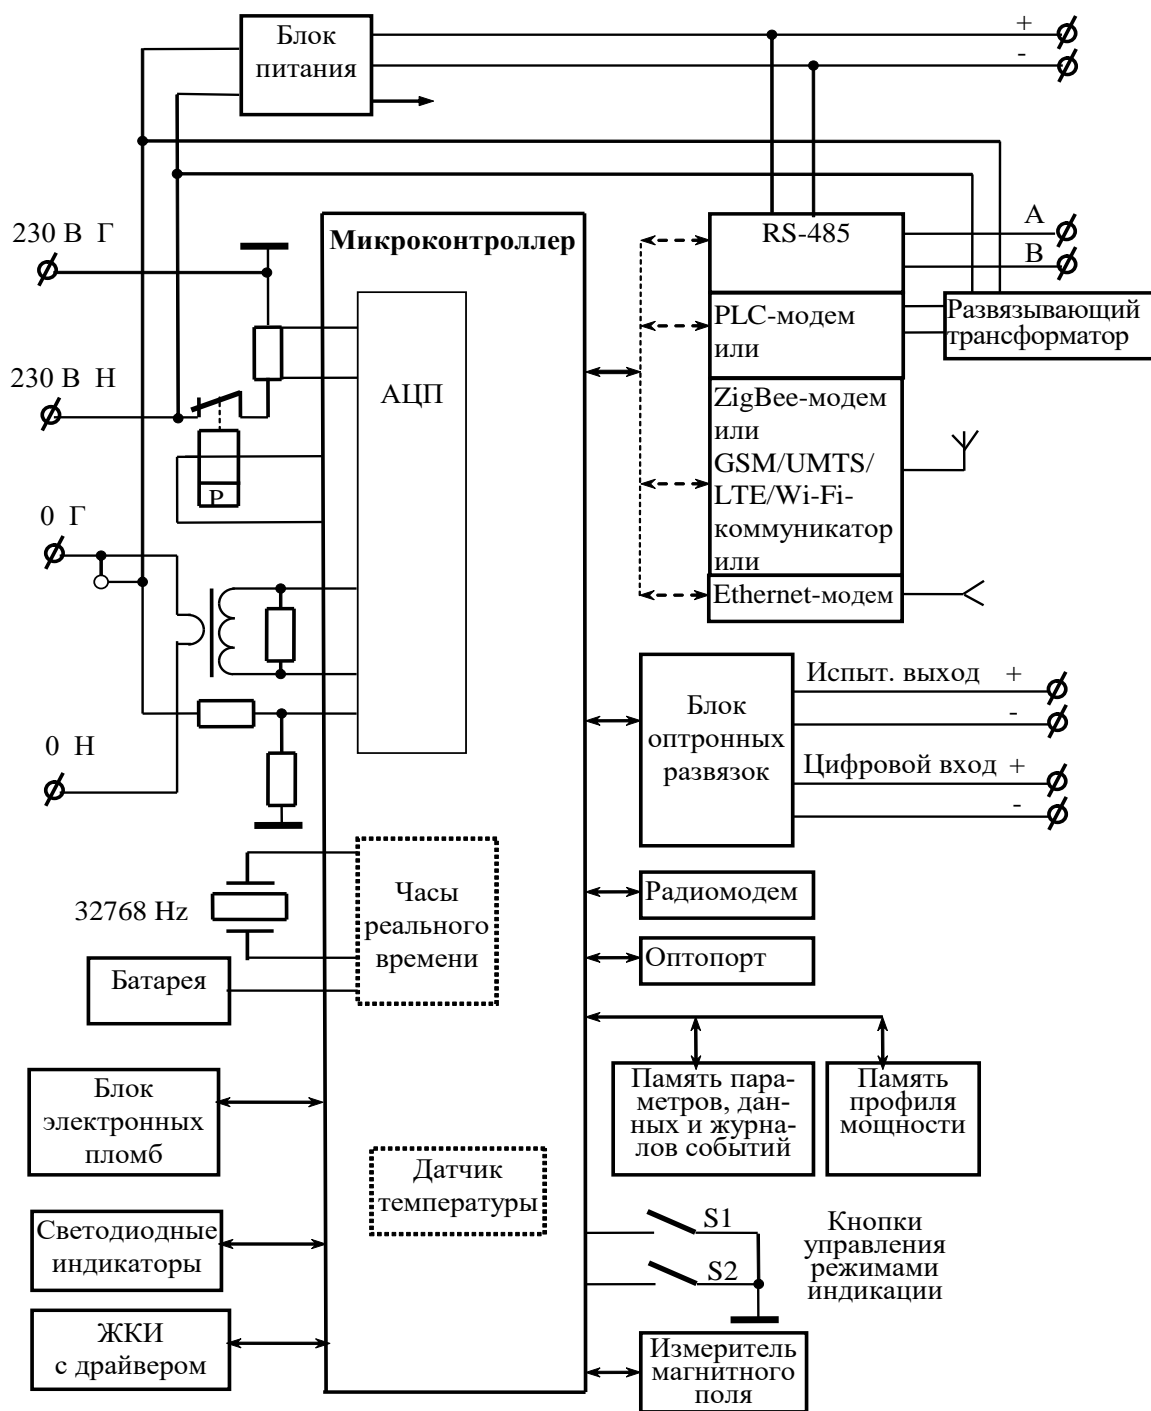 Блок
питания
+
-
230 В Г
Микроконтроллер
RS-485
А
В
PLC-модем
или
Развязывающий
трансформатор
230 В Н
АЦП
ZigBee-модем
или
GSM/UMTS/
LTE/Wi-Fi-
коммуникатор
или
Р
0 Г
Ethernet-модем
Блок
оптронных
развязок
Испыт. выход +
-
Цифровой вход +
-
0 Н
32768 Hz
Часы
реального
времени
Батарея
Радиомодем
Оптопорт
Память пара-
метров, дан-
ных и журна-
лов событий
Память
профиля
мощности
Блок
электронных
пломб
Датчик
температуры
Светодиодные
индикаторы
S1
S2
Кнопки
управления
режимами
индикации
ЖКИ
с драйвером
Измеритель
магнитного
поля